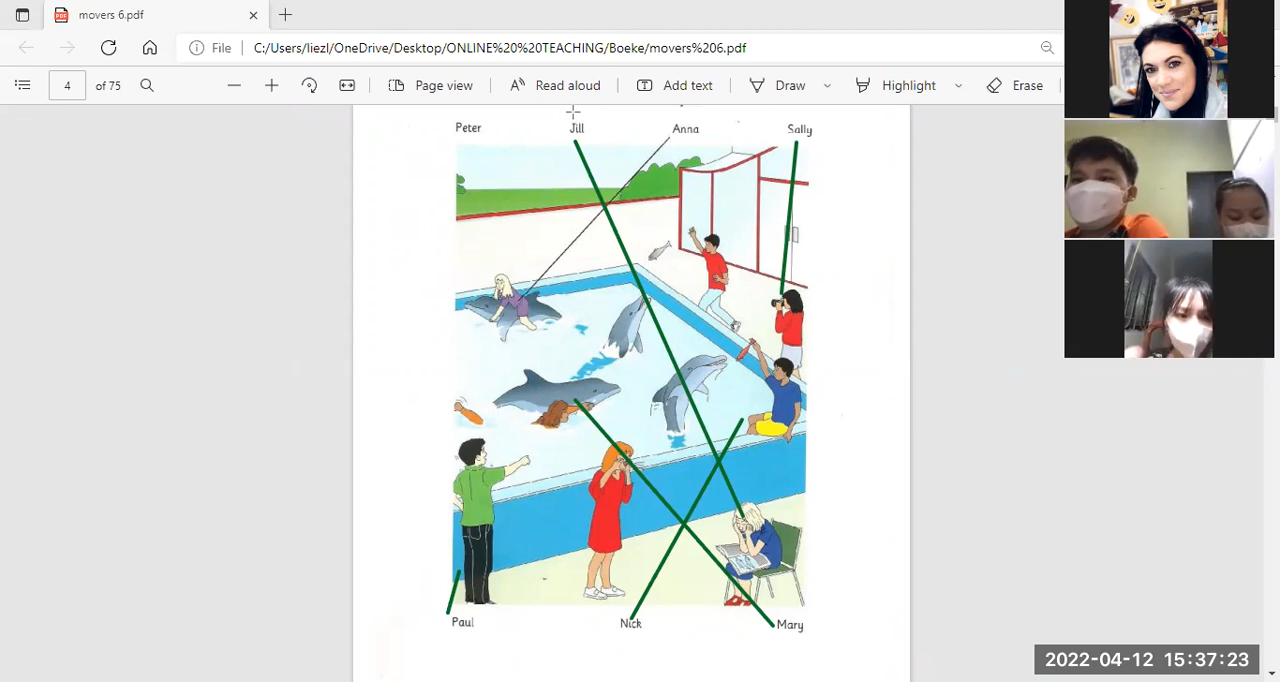 movers 6.pdf
File
C:/Users/liezl/OneDrive/Desktop/ONLINE%20%20TEACHING/Boeke/movers%206.pdf
4 of 75
Page view
Read aloud
Add text
Draw
Highlight
Erase
Peter Jill Anna Sally
Paul Nick Mary
2022-04-12 15:37:23